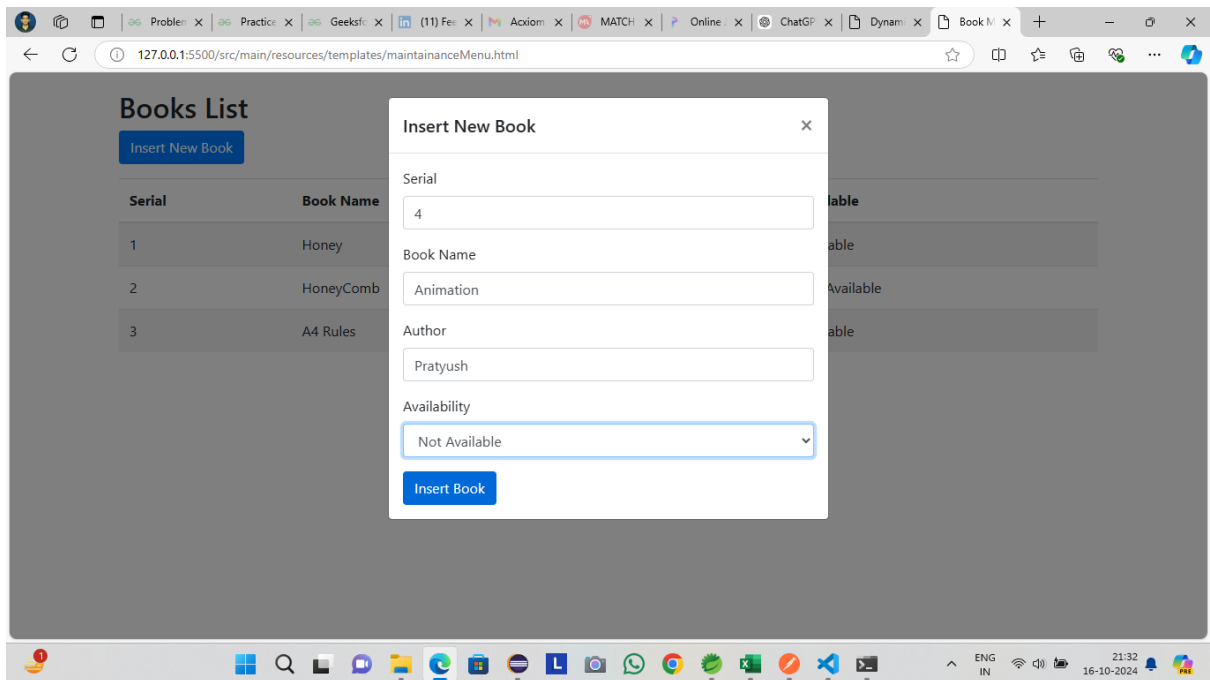 Problem
Practice
Geeksfo
(11) Fee
Acxiom
MATCH
Online J
ChatGP
Dynami
Book M
127.0.0.1:5500/src/main/resources/templates/maintainanceMenu.html
Books List
Insert New Book
Serial Book Name lable
1 Honey able
2 HoneyComb Available
3 A4 Rules able
Insert New Book ×
Serial
4
Book Name
Animation
Author
Pratyush
Availability
Not Available
Insert Book
1
L
PRE
ENG
IN
21:32
16-10-2024